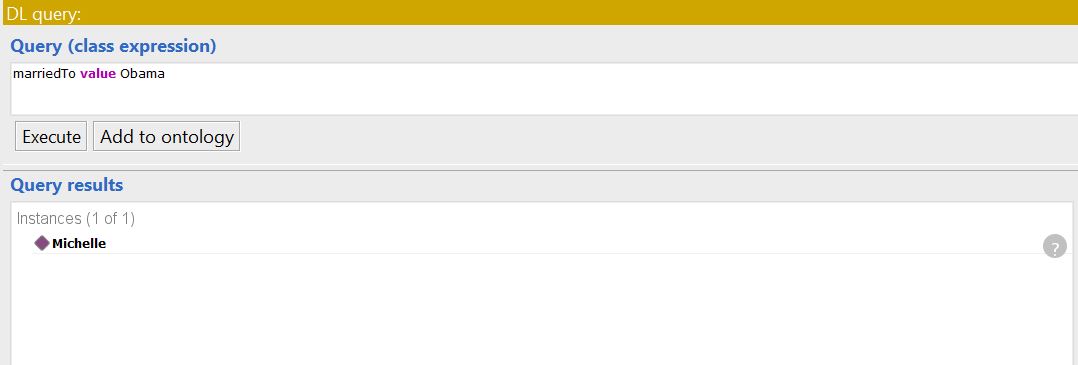 DL query:
Query (class expression)
marriedTo value Obama
Execute Add to ontology
Query results
Instances (1 of 1)
Michelle
?